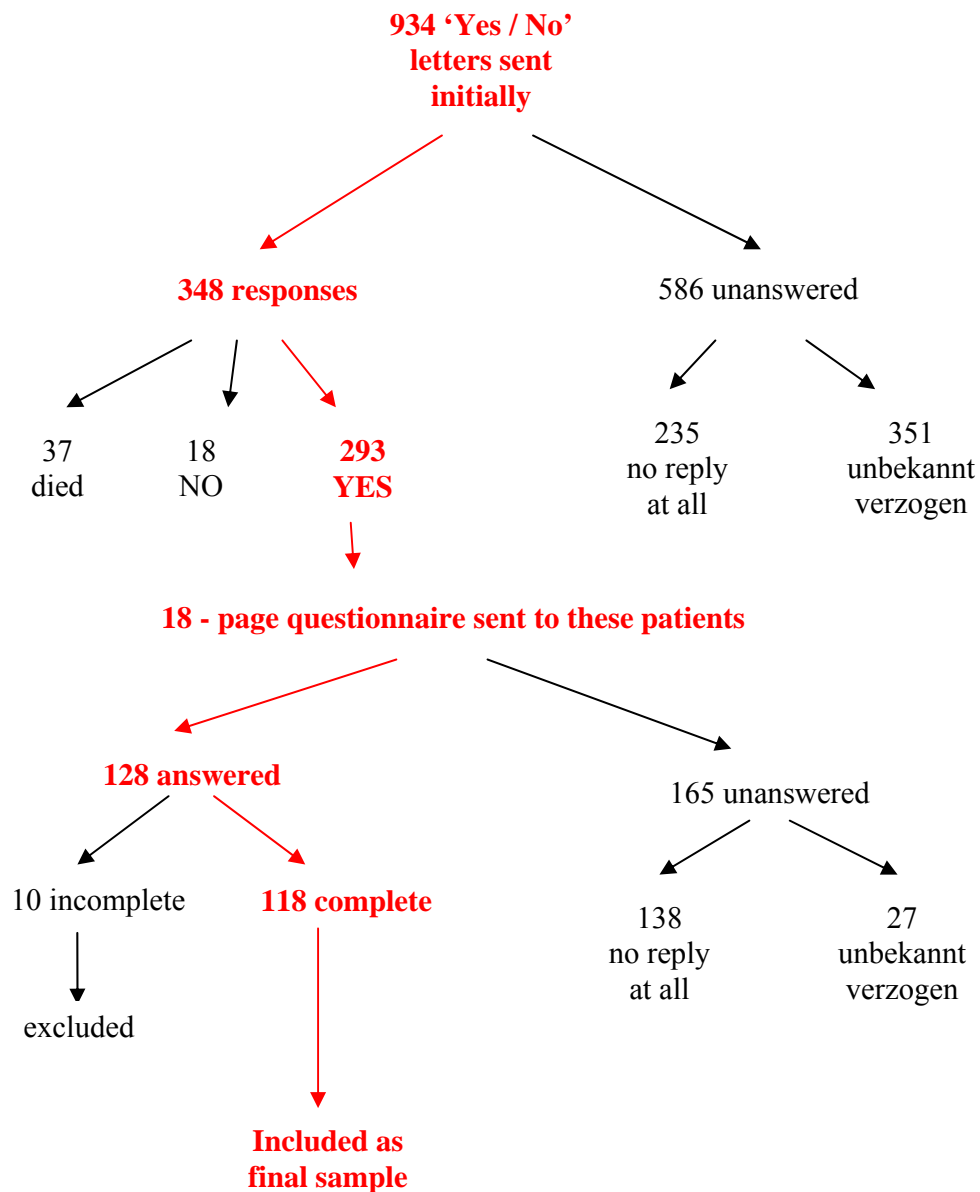 934 ‘Yes / No’
letters sent
initially
348 responses
586 unanswered
37
died
18
NO
293
YES
235
no reply
at all
351
unbekannt
verzogen
18 - page questionnaire sent to these patients
128 answered
165 unanswered
10 incomplete
118 complete
138
no reply
at all
27
unbekannt
verzogen
excluded
Included as
final sample